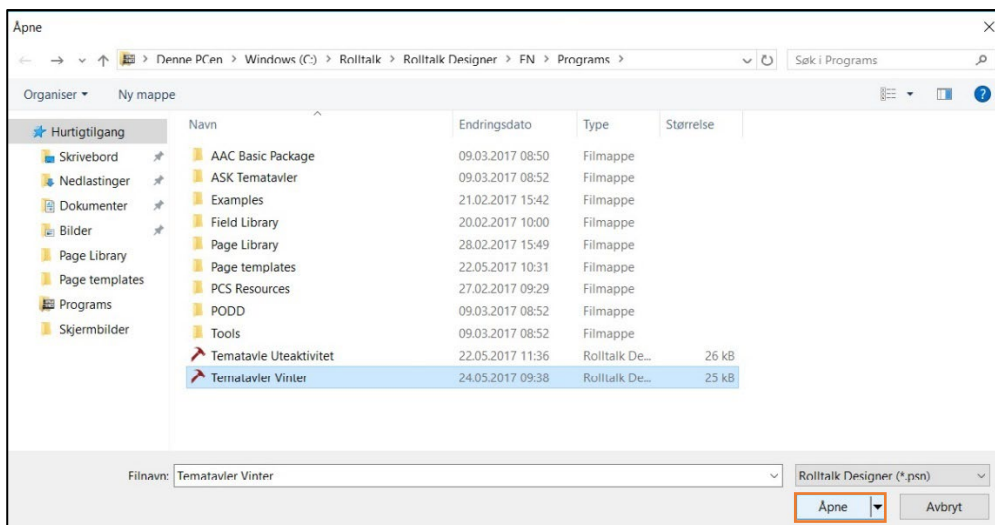 Åpne
Denne PCen > Windows (C:) > Rolltalk > Rolltalk Designer > EN > Programs >
Søk i Programs
Organiser
Ny mappe
Hurtigtilgang
Skrivebord
Nedlastinger
Dokumenter
Bilder
Page Library
Page templates
Programs
Skjermbilder
Navn Endringsdato Type Størrelse
AAC Basic Package 09.03.2017 08:50 Filmappe
ASK Tematavler 09.03.2017 08:52 Filmappe
Examples 21.02.2017 15:42 Filmappe
Field Library 20.02.2017 10:00 Filmappe
Page Library 28.02.2017 15:49 Filmappe
Page templates 22.05.2017 10:31 Filmappe
PCS Resources 27.02.2017 09:29 Filmappe
PODD 09.03.2017 08:52 Filmappe
Tools 09.03.2017 08:52 Filmappe
Tematavle Uteaktivitet 22.05.2017 11:36 Rolltalk De... 26 kB
Tematavler Vinter 24.05.2017 09:38 Rolltalk De... 25 kB
Filnavn: Tematavler Vinter
Rolltalk Designer (*.psn)
Åpne
Avbryt